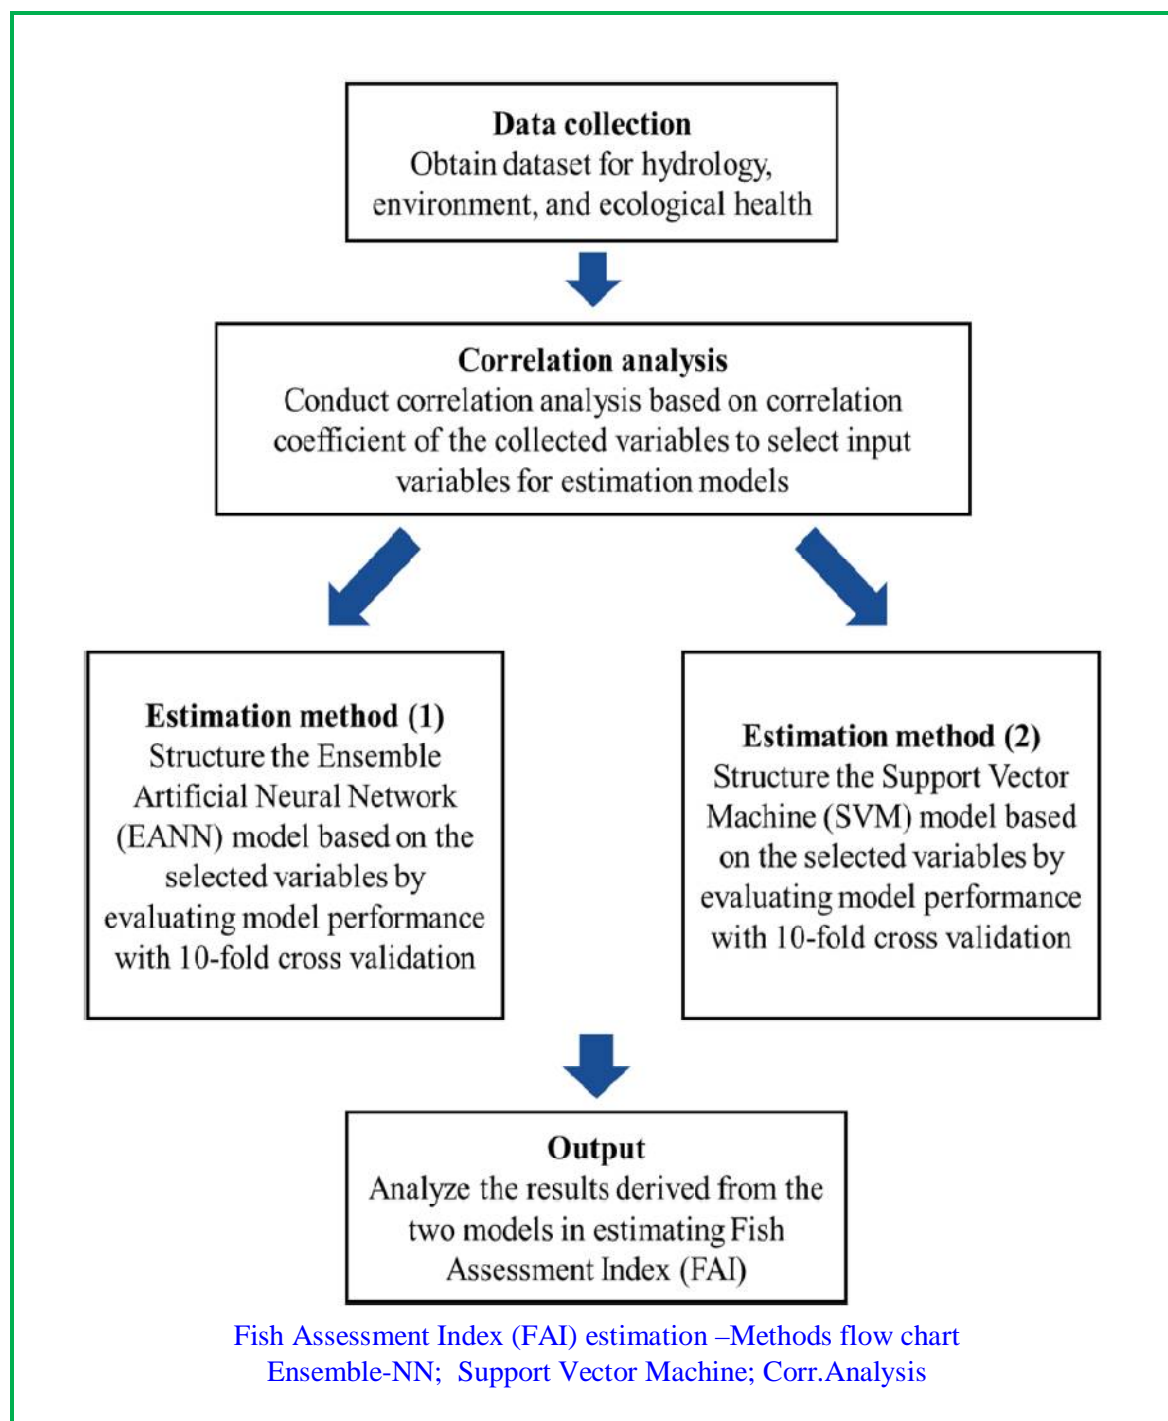 Data collection
Obtain dataset for hydrology,
environment, and ecological health
Correlation analysis
Conduct correlation analysis based on correlation
coefficient of the collected variables to select input
variables for estimation models
Estimation method (1)
Structure the Ensemble
Artificial Neural Network
(EANN) model based on the
selected variables by
evaluating model performance
with 10-fold cross validation
Estimation method (2)
Structure the Support Vector
Machine (SVM) model based
on the selected variables by
evaluating model performance
with 10-fold cross validation
Output
Analyze the results derived from the
two models in estimating Fish
Assessment Index (FAI)
Fish Assessment Index (FAI) estimation –Methods flow chart
Ensemble-NN; Support Vector Machine; Corr.Analysis